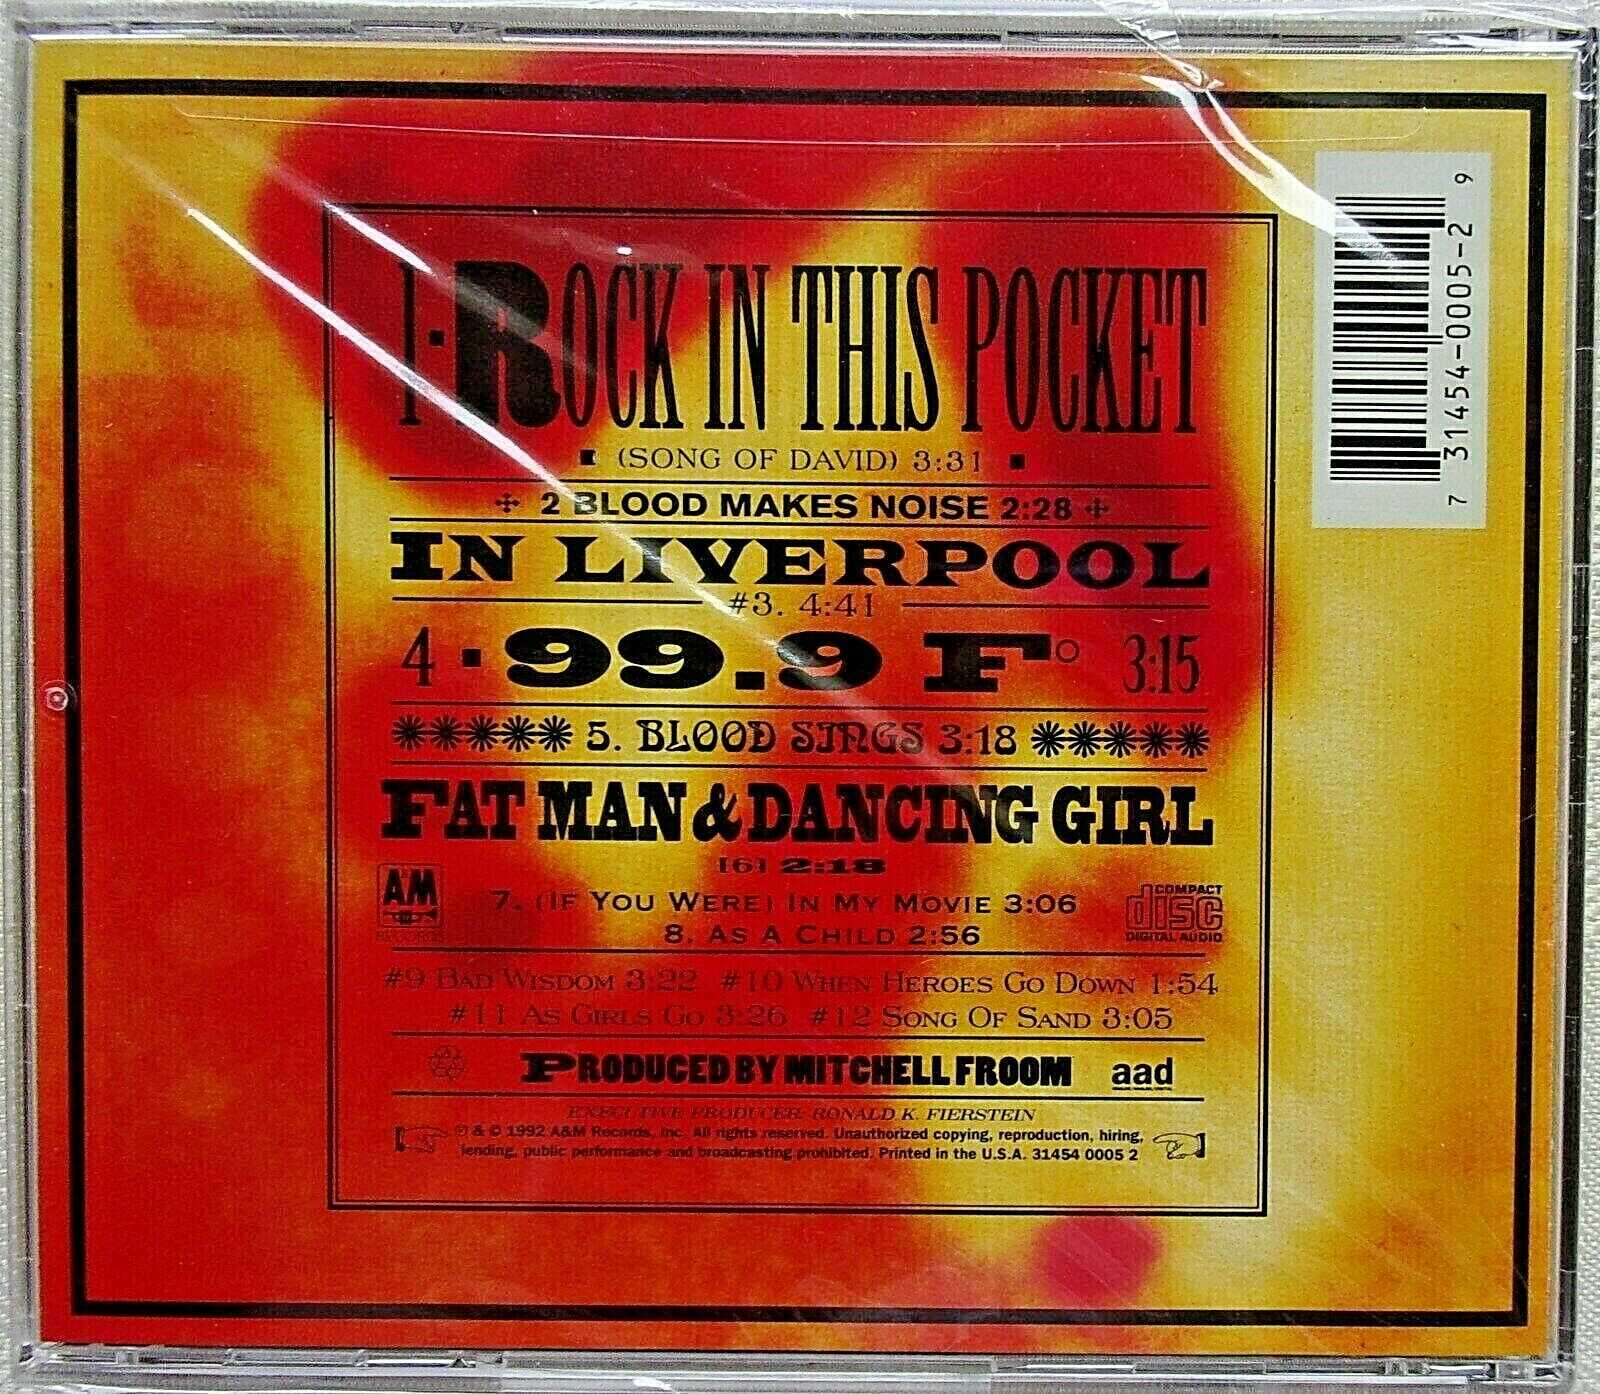 1 · ROCK IN THIS POCKET
(SONG OF DAVID) 3:31
2 BLOOD MAKES NOISE 2:28
IN LIVERPOOL
#3. 4:41
4 · 99.9 F° 3:15
5. BLOOD SINGS 3:18
FAT MAN & DANCING GIRL
[6] 2:18
7. (IF YOU WERE) IN MY MOVIE 3:06
8. AS A CHILD 2:56
AM
RECORDS
COMPACT
disc
DIGITAL AUDIO
#9 BAD WISDOM 3:22 #10 WHEN HEROES GO DOWN 1:54
#11 AS GIRLS GO 3:26 #12 SONG OF SAND 3:05
PRODUCED BY MITCHELL FROOM aad
EXECUTIVE PRODUCER: RONALD K. FIERSTEIN
℗ & © 1992 A&M Records, Inc. All rights reserved. Unauthorized copying, reproduction, hiring,
lending, public performance and broadcasting prohibited. Printed in the U.S.A. 31454 0005 2
7 31454-0005-2 9